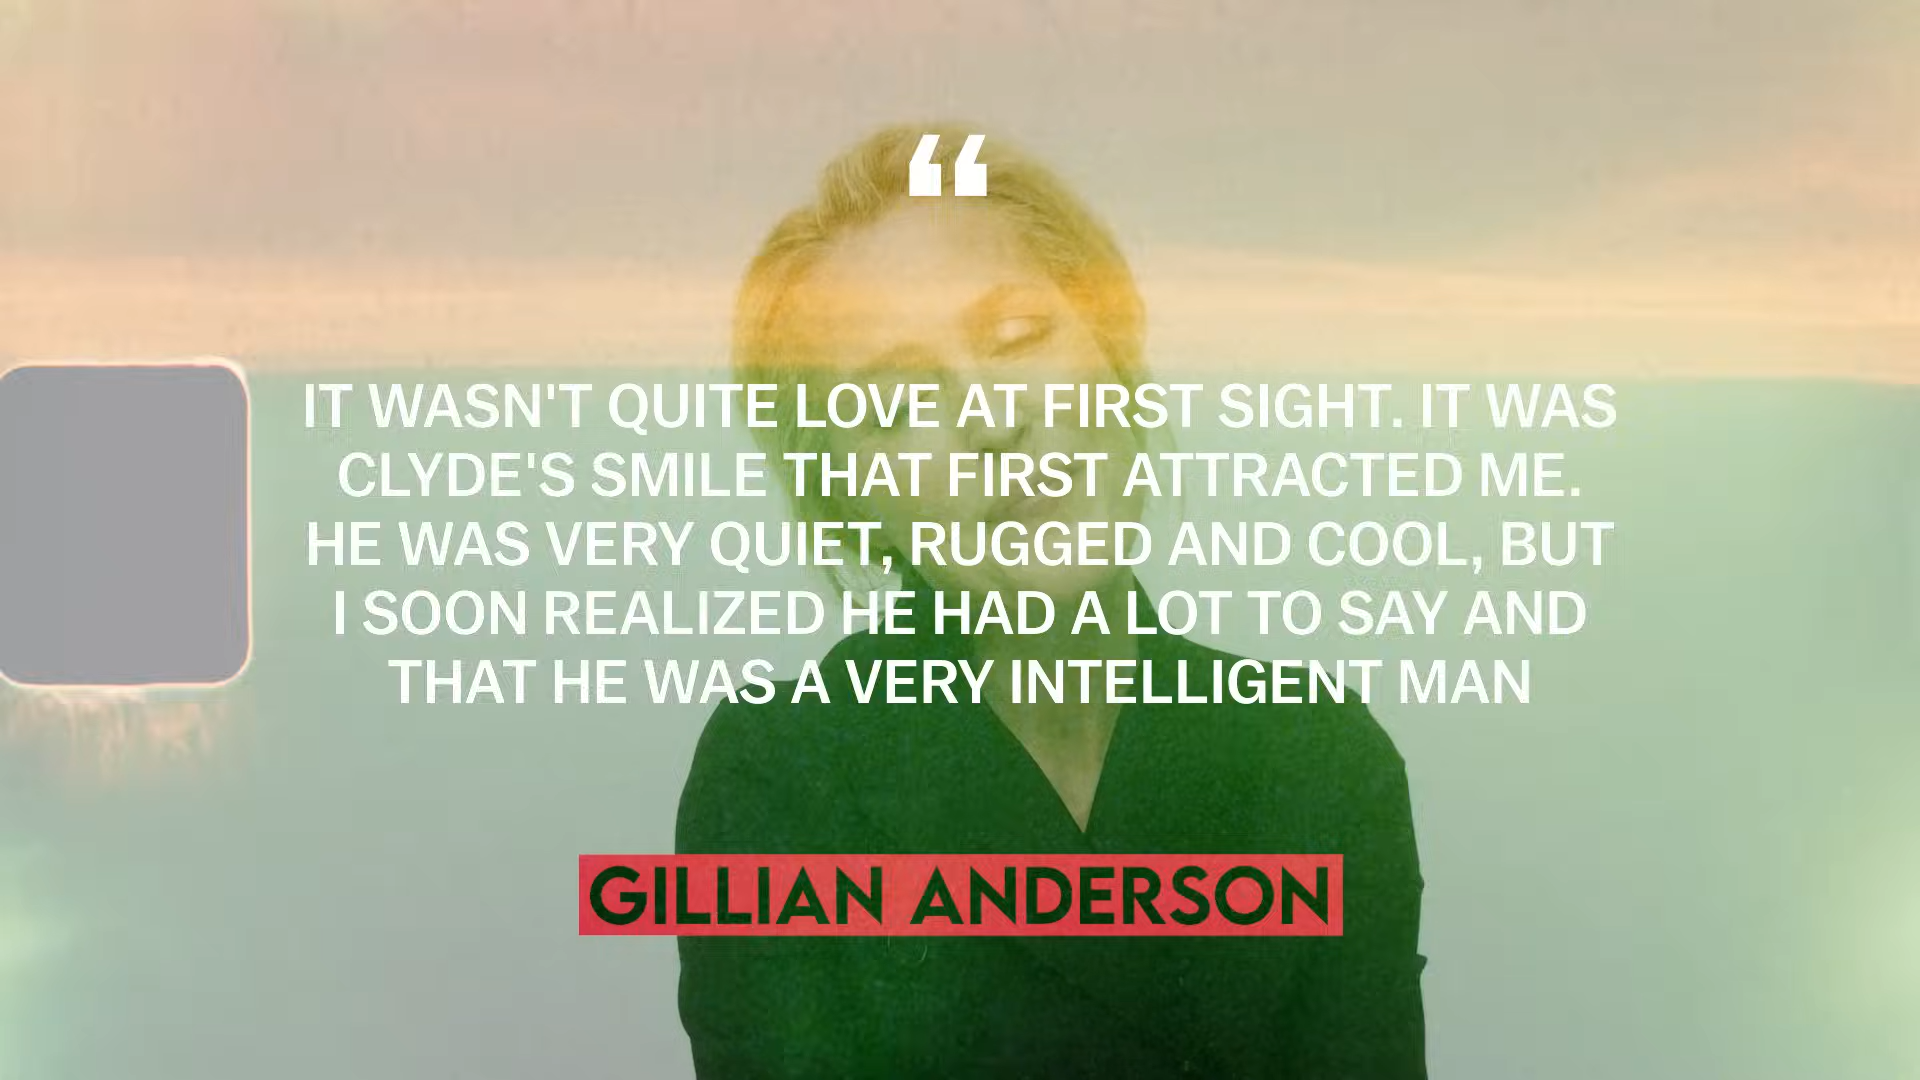 “
IT WASN'T QUITE LOVE AT FIRST SIGHT. IT WAS
CLYDE'S SMILE THAT FIRST ATTRACTED ME.
HE WAS VERY QUIET, RUGGED AND COOL, BUT
I SOON REALIZED HE HAD A LOT TO SAY AND
THAT HE WAS A VERY INTELLIGENT MAN
GILLIAN ANDERSON